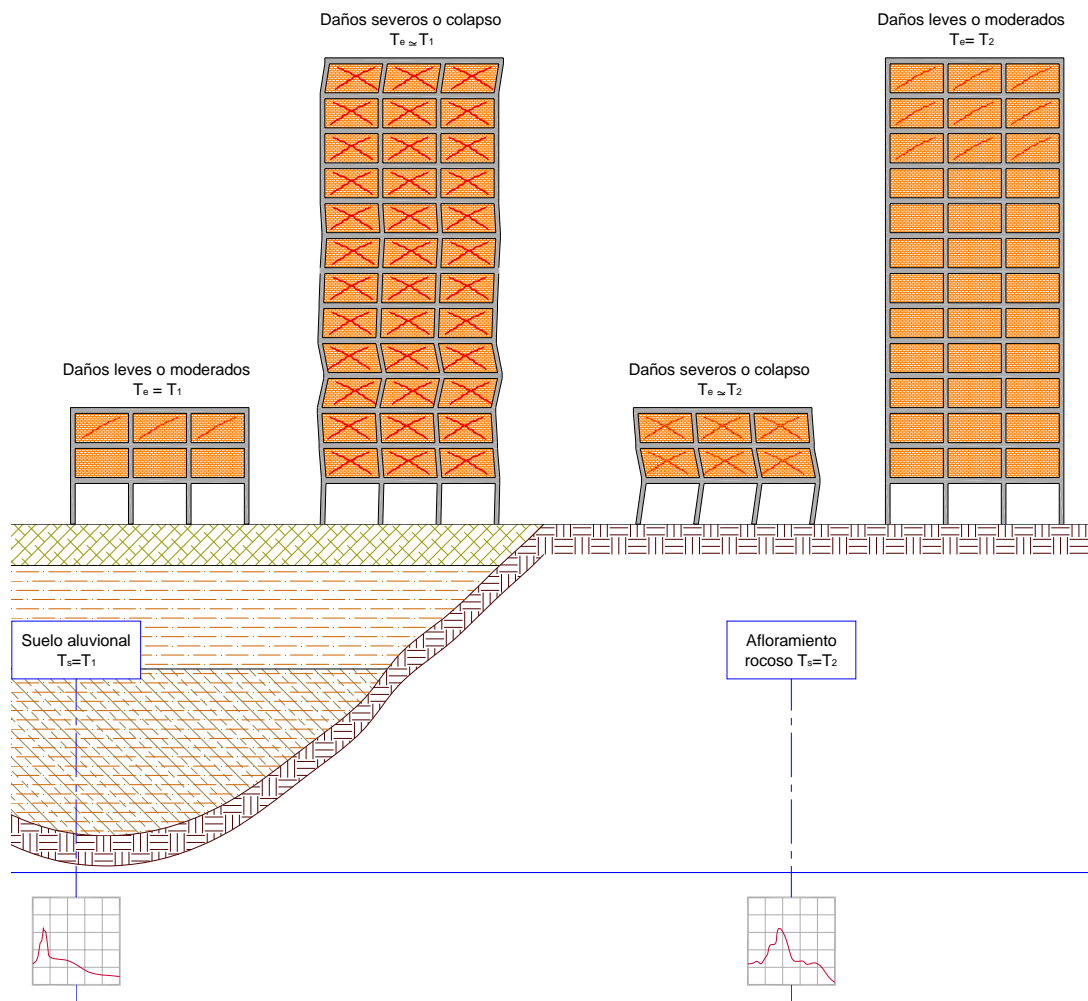 Daños severos o colapso
Te ≃ T1
Daños leves o moderados
Te= T2
Daños leves o moderados
Te = T1
Daños severos o colapso
Te ≃ T2
Suelo aluvional
Ts=T1
Afloramiento
rocoso Ts=T2